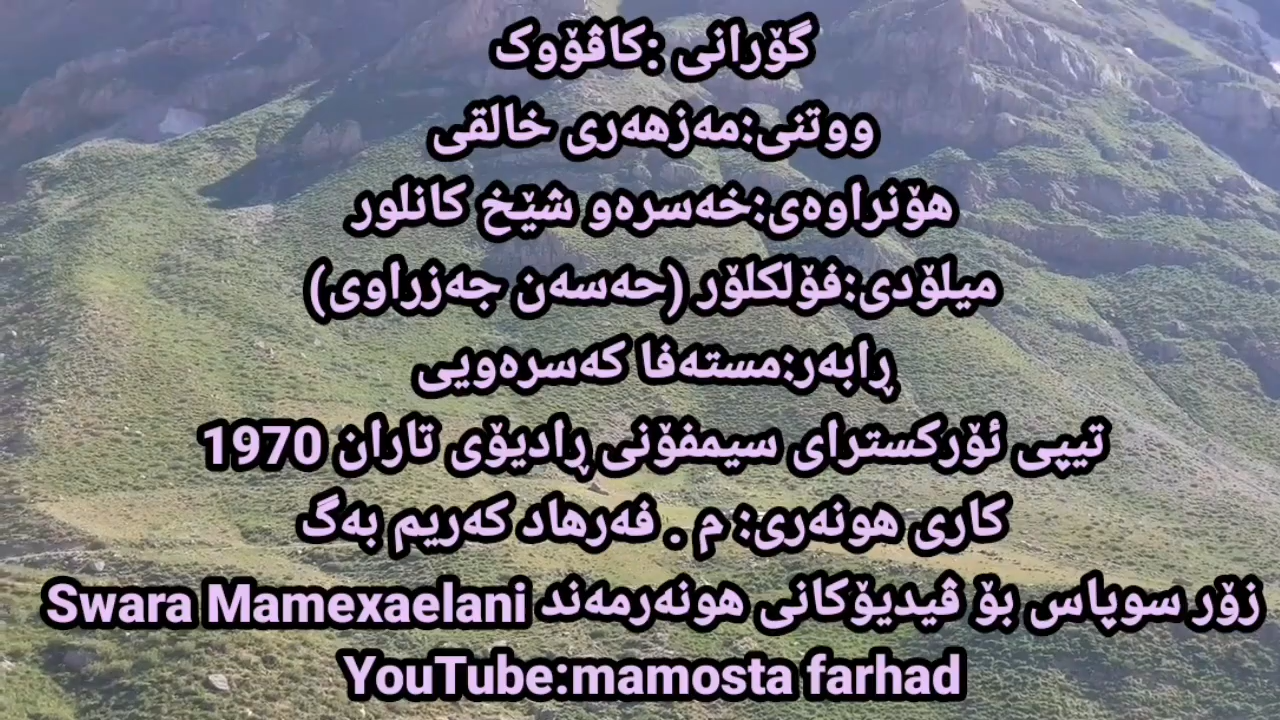 گۆرانی :کاڤۆوک
ووتنی:مەزهەری خالقی
هۆنراوەی:خەسرەو شێخ کانلور
میلۆدی:فۆلکلۆر (حەسەن جەزراوی)
ڕابەر:مستەفا کەسرەویی
تیپی ئۆرکسترای سیمفۆنی ڕادیۆی تاران 1970
کاری هونەری: م . فەرهاد کەریم بەگ
زۆر سوپاس بۆ ڤیدیۆکانی هونەرمەند Swara Mamexaelani
YouTube:mamosta farhad